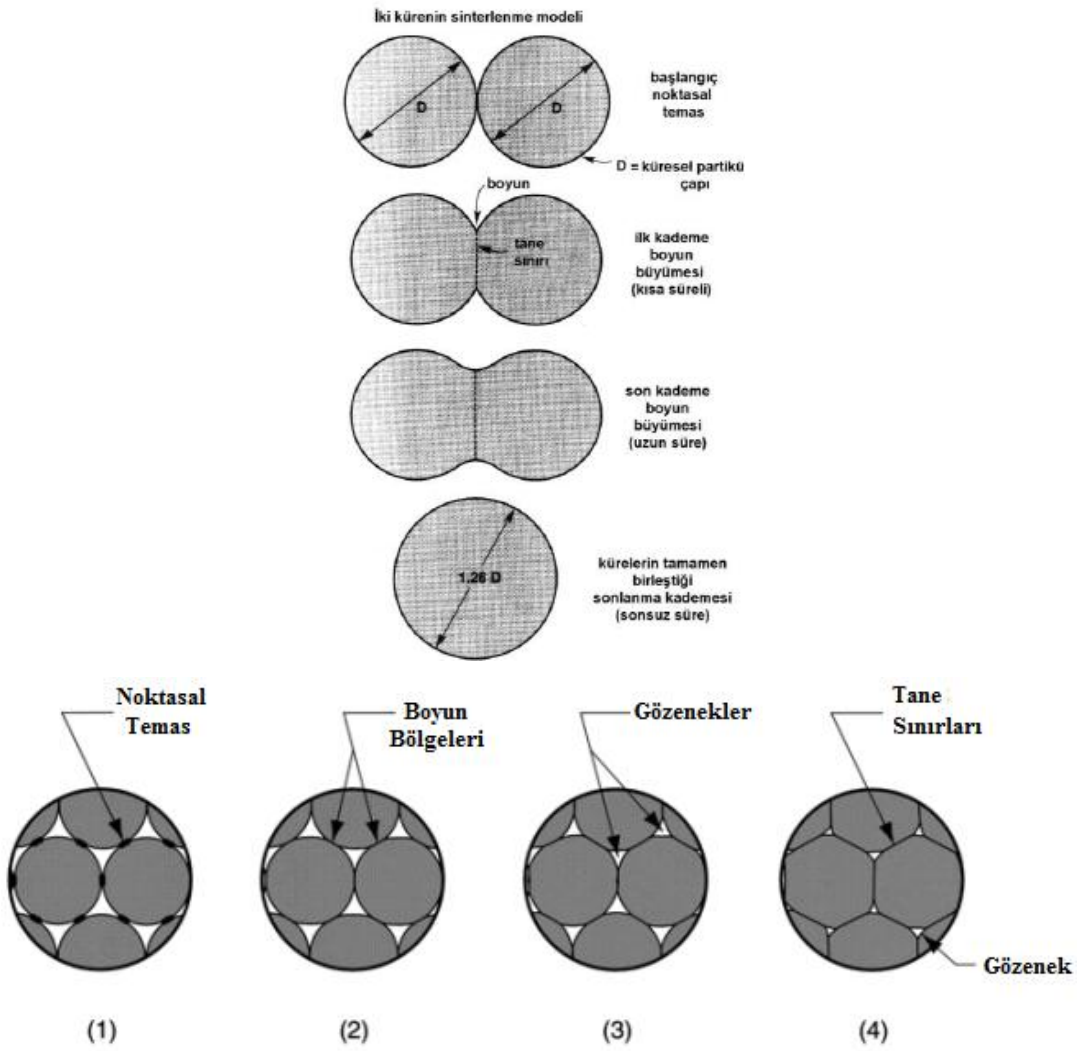 İki kürenin sinterlenme modeli
başlangıç
noktasal
temas
D
D
D = küresel partikü
çapı
boyun
tane
sınırı
ilk kademe
boyun
büyümesi
(kısa süreli)
son kademe
boyun
büyümesi
(uzun süre)
1.26 D
kürelerin tamamen
birleştiği
sonlanma kademesi
(sonsuz süre)
Noktasal
Temas
Boyun
Bölgeleri
Gözenekler
Tane
Sınırları
Gözenek
(1)
(2)
(3)
(4)